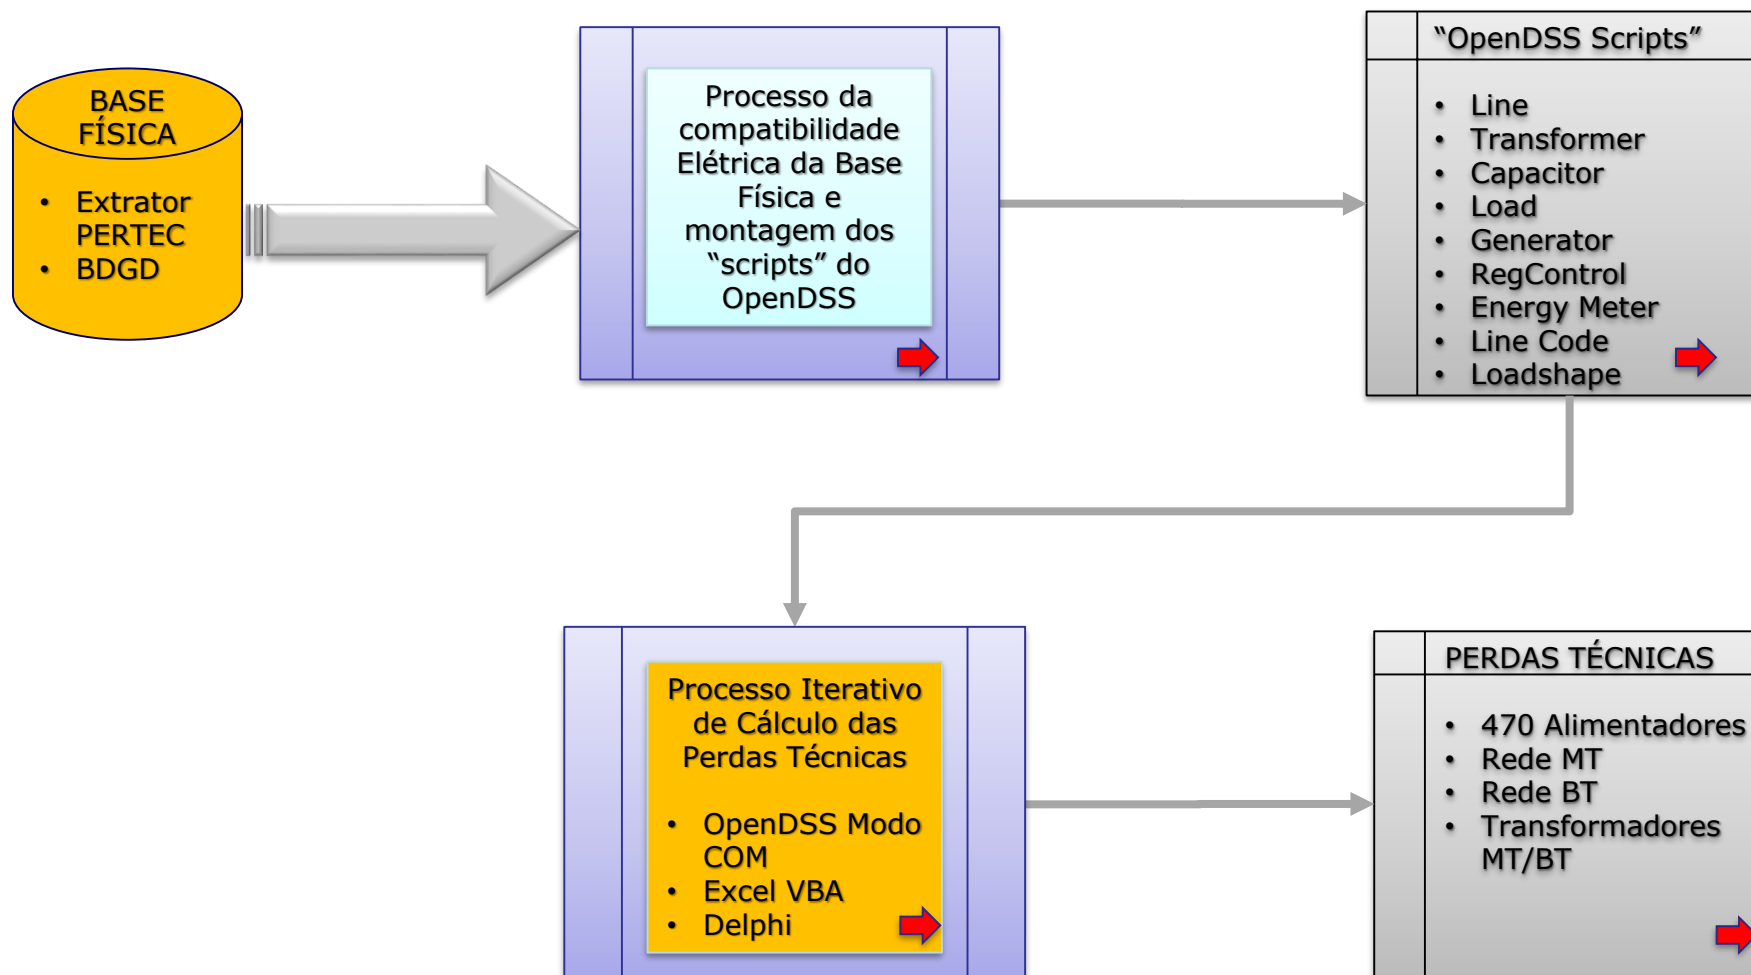 BASE
FÍSICA
• Extrator
PERTEC
• BDGD
Processo da
compatibilidade
Elétrica da Base
Física e
montagem dos
“scripts” do
OpenDSS
“OpenDSS Scripts”
• Line
• Transformer
• Capacitor
• Load
• Generator
• RegControl
• Energy Meter
• Line Code
• Loadshape
Processo Iterativo
de Cálculo das
Perdas Técnicas
• OpenDSS Modo
COM
• Excel VBA
• Delphi
PERDAS TÉCNICAS
• 470 Alimentadores
• Rede MT
• Rede BT
• Transformadores
MT/BT